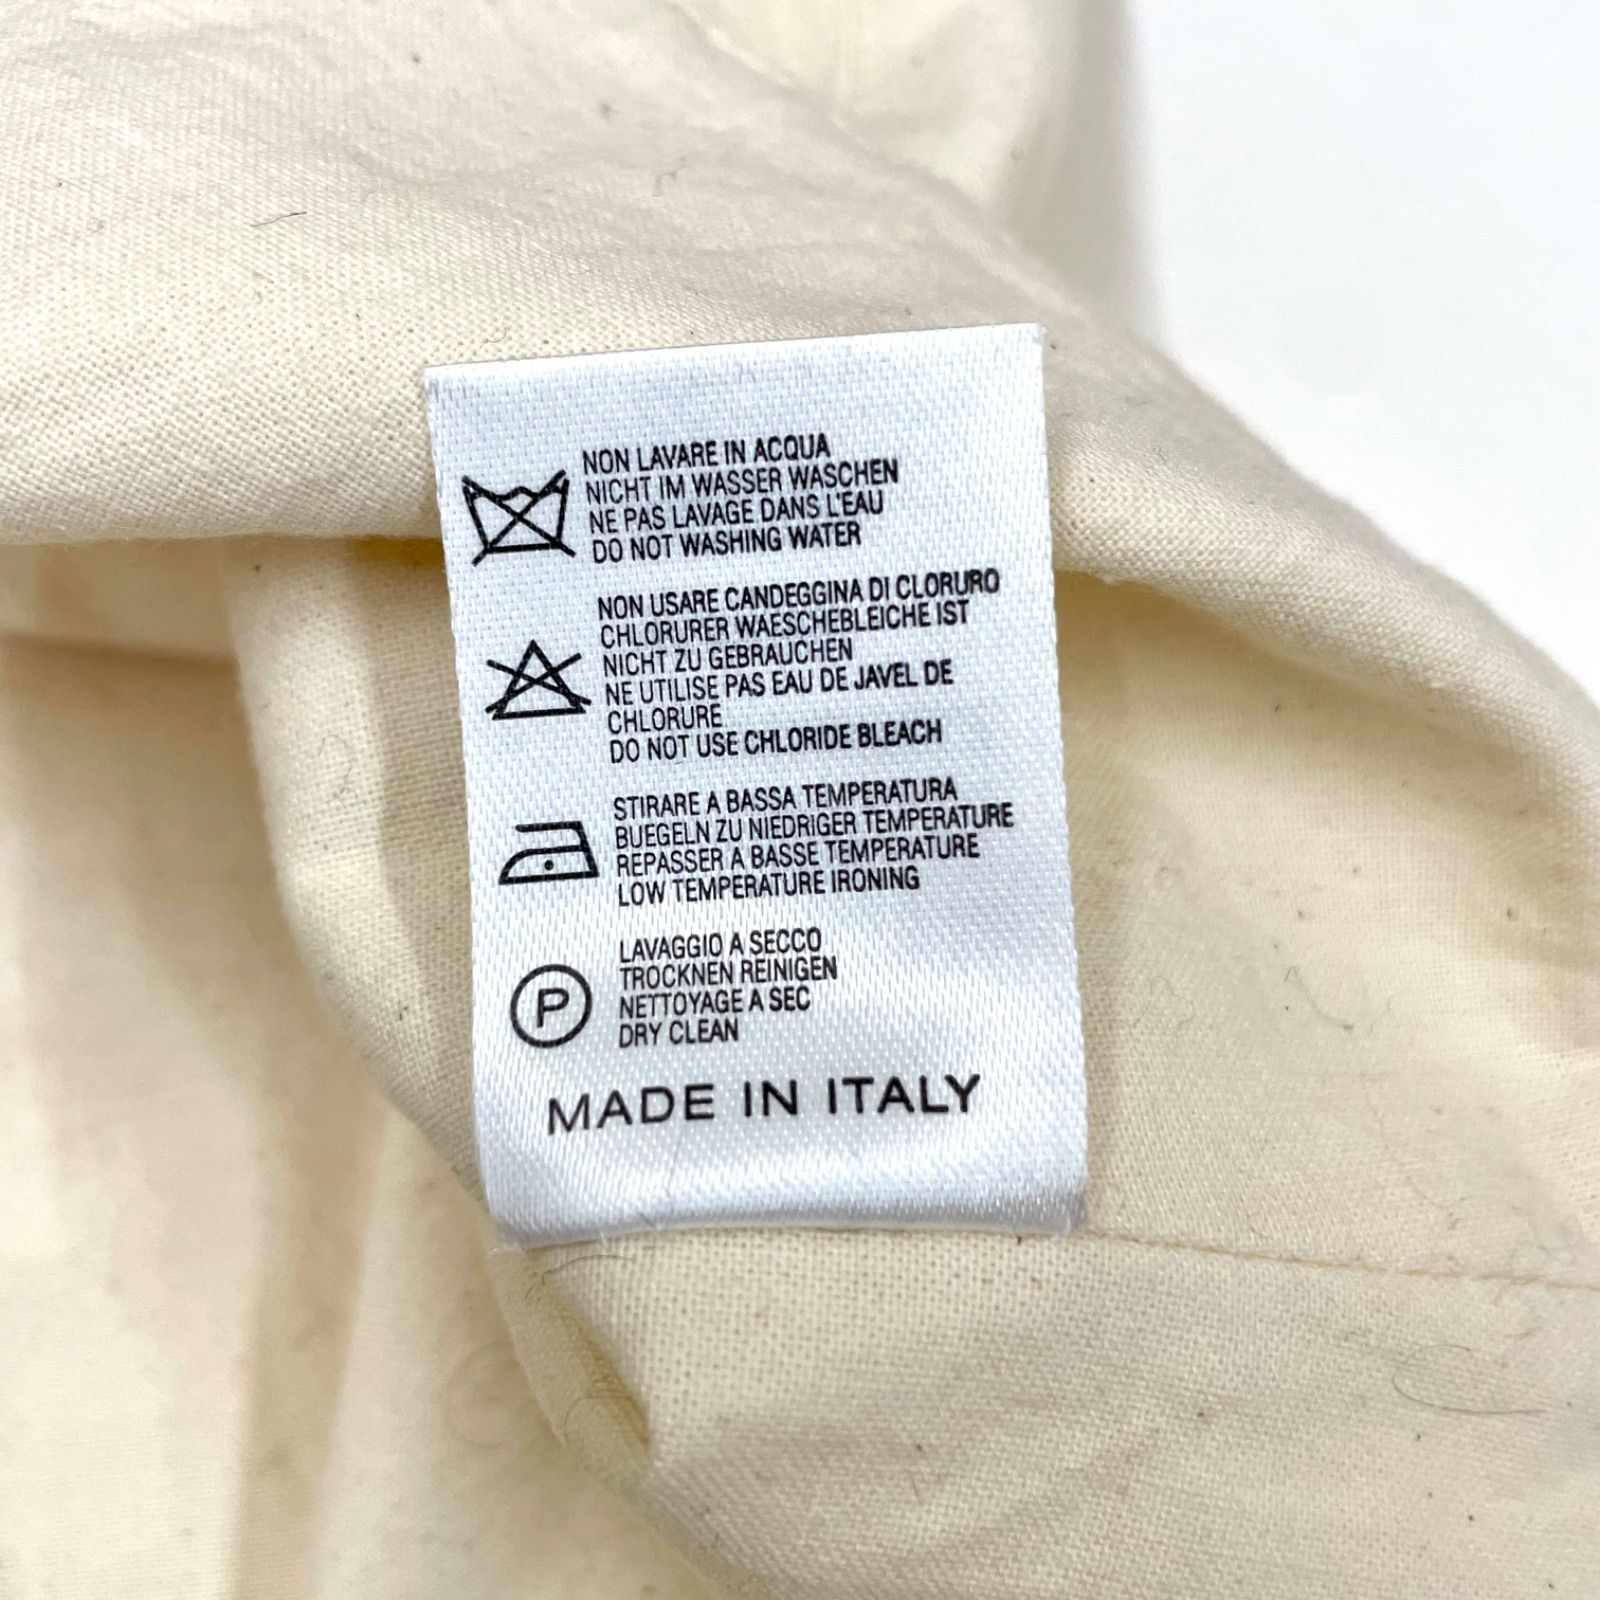 NON LAVARE IN ACQUA
NICHT IM WASSER WASCHEN
NE PAS LAVAGE DANS L'EAU
DO NOT WASHING WATER
NON USARE CANDEGGINA DI CLORURO
CHLORURER WAESCHEBLEICHE IST
NICHT ZU GEBRAUCHEN
NE UTILISE PAS EAU DE JAVEL DE
CHLORURE
DO NOT USE CHLORIDE BLEACH
STIRARE A BASSA TEMPERATURA
BUEGELN ZU NIEDRIGER TEMPERATURE
REPASSER A BASSE TEMPERATURE
LOW TEMPERATURE IRONING
P
LAVAGGIO A SECCO
TROCKNEN REINIGEN
NETTOYAGE A SEC
DRY CLEAN
MADE IN ITALY